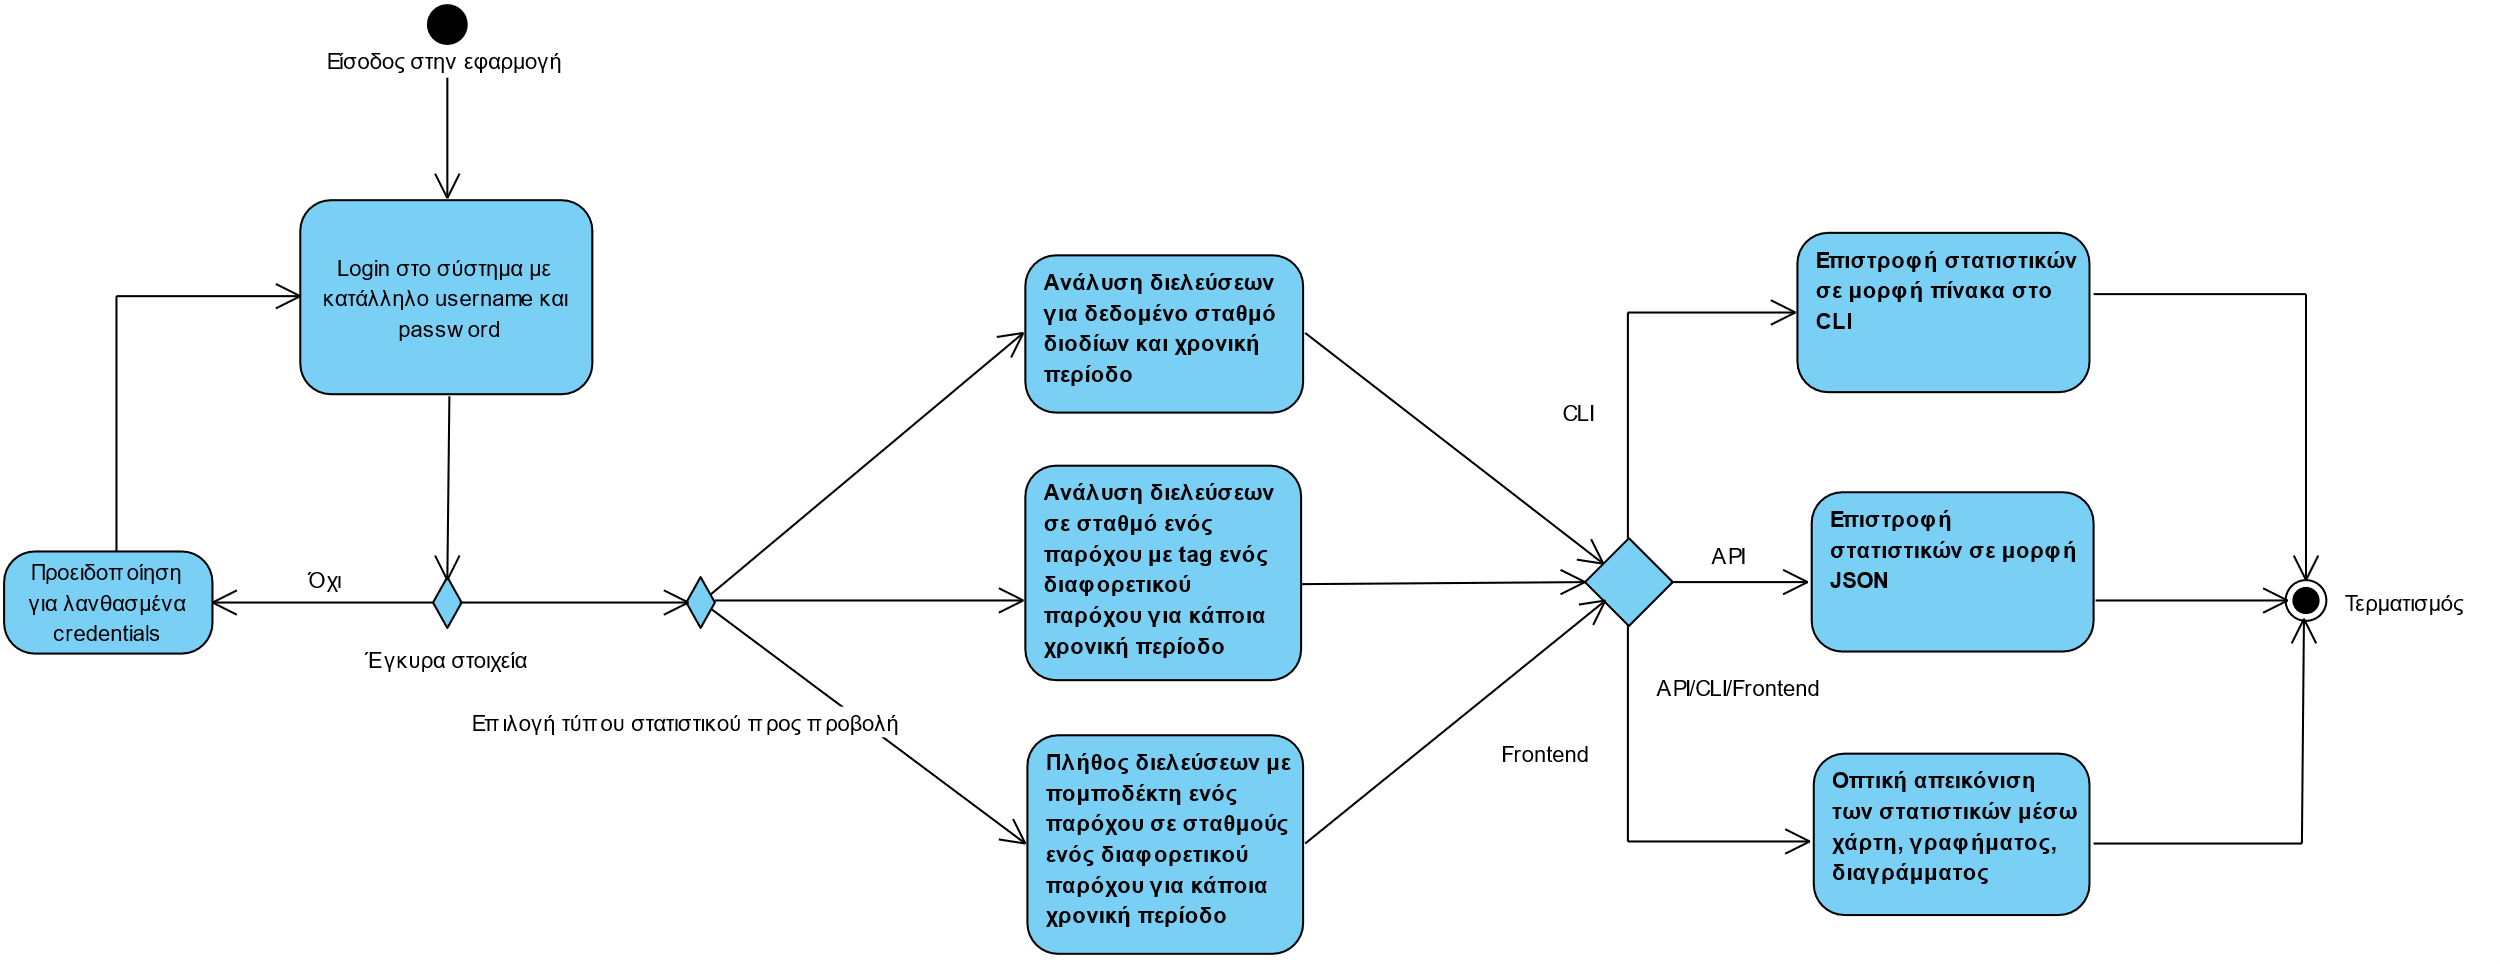 Είσοδος στην εφαρμογή
Login στο σύστημα με
κατάλληλο username και
password
Προειδοποίηση
για λανθασμένα
credentials
Όχι
Έγκυρα στοιχεία
Επιλογή τύπου στατιστικού προς προβολή
Ανάλυση διελεύσεων
για δεδομένο σταθμό
διοδίων και χρονική
περίοδο
Ανάλυση διελεύσεων
σε σταθμό ενός
παρόχου με tag ενός
διαφορετικού
παρόχου για κάποια
χρονική περίοδο
Πλήθος διελεύσεων με
πομποδέκτη ενός
παρόχου σε σταθμούς
ενός διαφορετικού
παρόχου για κάποια
χρονική περίοδο
CLI
API
API/CLI/Frontend
Frontend
Επιστροφή στατιστικών
σε μορφή πίνακα στο
CLI
Επιστροφή
στατιστικών σε μορφή
JSON
Οπτική απεικόνιση
των στατιστικών μέσω
χάρτη, γραφήματος,
διαγράμματος
Τερματισμός